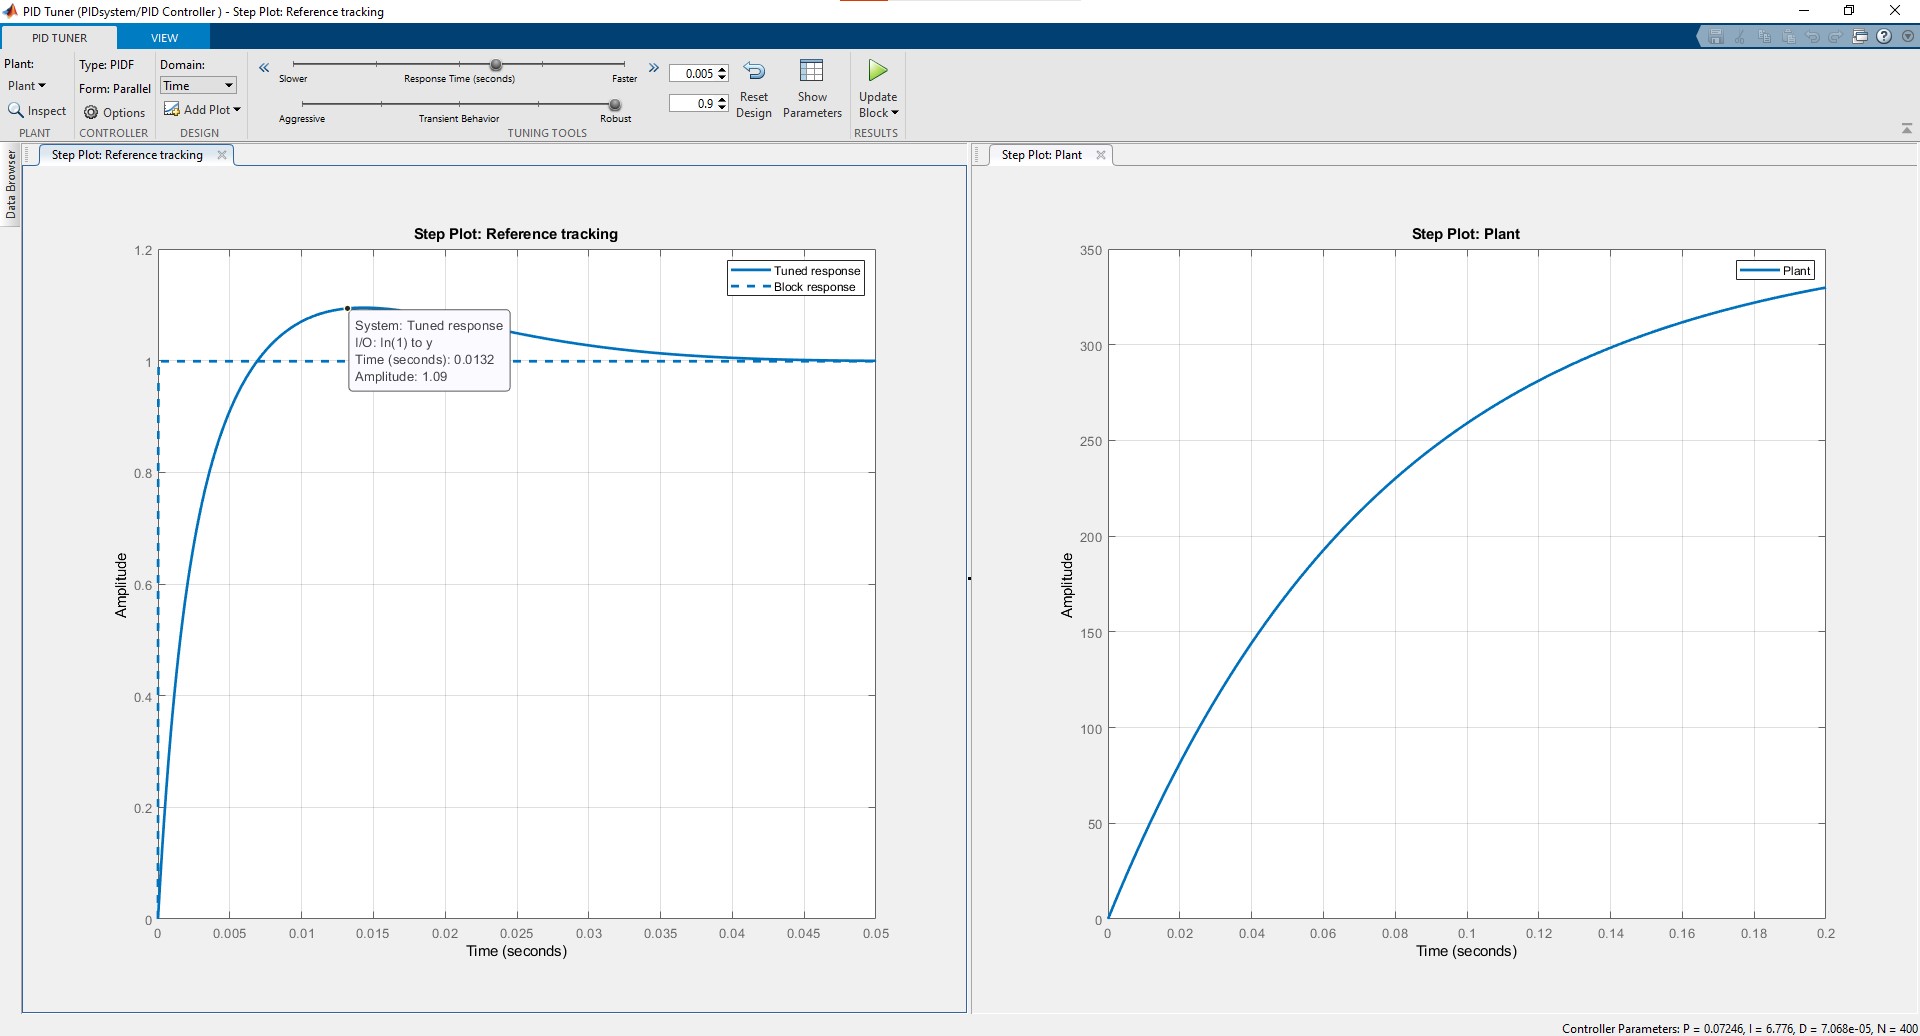 PID Tuner (PIDsystem/PID Controller ) - Step Plot: Reference tracking
PID TUNER
VIEW
Plant:
Plant
Inspect
PLANT
Type: PIDF
Form: Parallel
Options
CONTROLLER
Domain:
Time
Add Plot
DESIGN
Slower
Response Time (seconds)
Faster
0.005
Aggressive
Transient Behavior
Robust
0.9
TUNING TOOLS
Reset
Design
Show
Parameters
Update
Block
RESULTS
Data Browser
Step Plot: Reference tracking
Step Plot: Reference tracking
Tuned response
Block response
System: Tuned response
I/O: In(1) to y
Time (seconds): 0.0132
Amplitude: 1.09
Amplitude
1.2
1
0.8
0.6
0.4
0.2
0
0 0.005 0.01 0.015 0.02 0.025 0.03 0.035 0.04 0.045 0.05
Time (seconds)
Step Plot: Plant
Step Plot: Plant
Plant
Amplitude
350
300
250
200
150
100
50
0
0 0.02 0.04 0.06 0.08 0.1 0.12 0.14 0.16 0.18 0.2
Time (seconds)
Controller Parameters: P = 0.07246, I = 6.776, D = 7.068e-05, N = 400